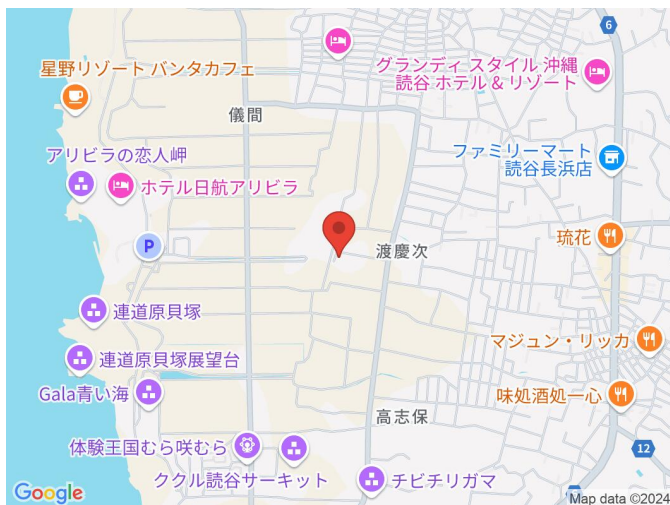 6
グランディ スタイル 沖縄
読谷 ホテル & リゾート
星野リゾート バンタカフェ
儀間
ファミリーマート
読谷長浜店
アリビラの恋人岬
ホテル日航アリビラ
琉花
P
渡慶次
連道原貝塚
マジュン・リッカ
連道原貝塚展望台
Gala青い海
味処酒処一心
高志保
体験王国むら咲むら
12
ククル読谷サーキット
チビチリガマ
Google
Map data ©2024